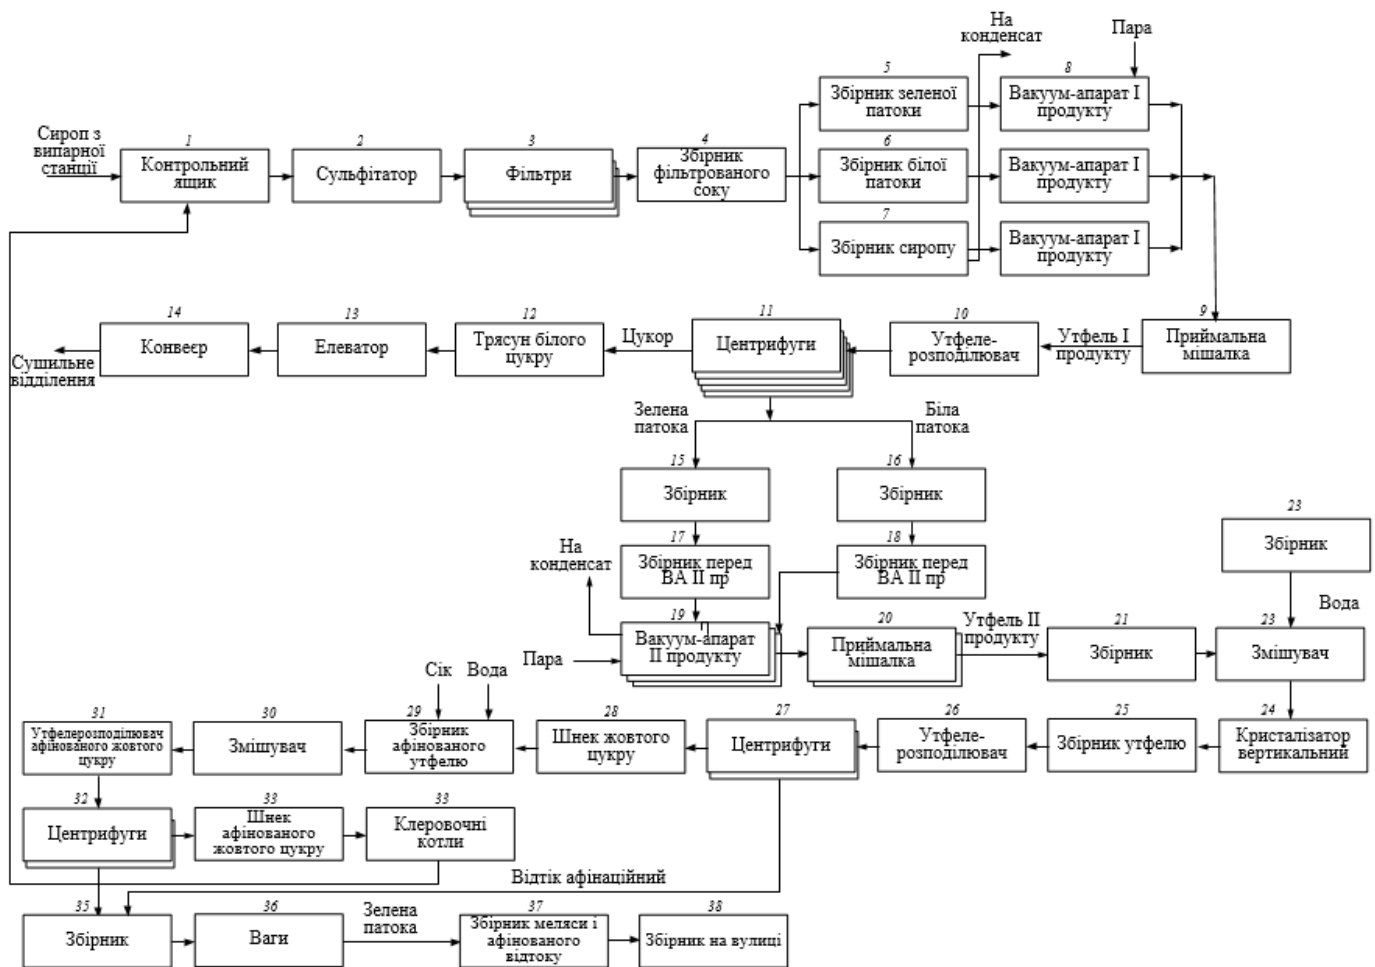 На
конденсат
Пара
5
Збірник зеленої
патоки
8
Вакуум-апарат І
продукту
Сироп з
випарної
станції
1
Контрольний
ящик
2
Сульфітатор
3
Фільтри
4
Збірник
фільтрованого
соку
6
Збірник білої
патоки
Вакуум-апарат І
продукту
7
Збірник сиропу
Вакуум-апарат І
продукту
14
Конвеєр
Сушильне
відділення
13
Елеватор
12
Трясун білого
цукру
Цукор
11
Центрифуги
10
Утфеле-
розподілювач
Утфель І
продукту
9
Приймальна
мішалка
Зелена
патока
Біла
патока
15
Збірник
16
Збірник
23
Збірник
На
конденсат
17
Збірник перед
ВА ІІ пр
18
Збірник перед
ВА ІІ пр
Вода
19
Вакуум-апарат
ІІ продукту
Пара
20
Приймальна
мішалка
Утфель ІІ
продукту
21
Збірник
23
Змішувач
Сік
Вода
31
Утфелерозподілювач
афінованого жовтого
цукру
30
Змішувач
29
Збірник
афінованого
утфелю
28
Шнек жовтого
цукру
27
Центрифуги
26
Утфеле-
розподілювач
25
Збірник утфелю
24
Кристалізатор
вертикальний
32
Центрифуги
33
Шнек
афінованого
жовтого цукру
33
Клеровочні
котли
Відтік афінаційний
35
Збірник
36
Ваги
Зелена
патока
37
Збірник меляси і
афінованого
відтоку
38
Збірник на вулиці